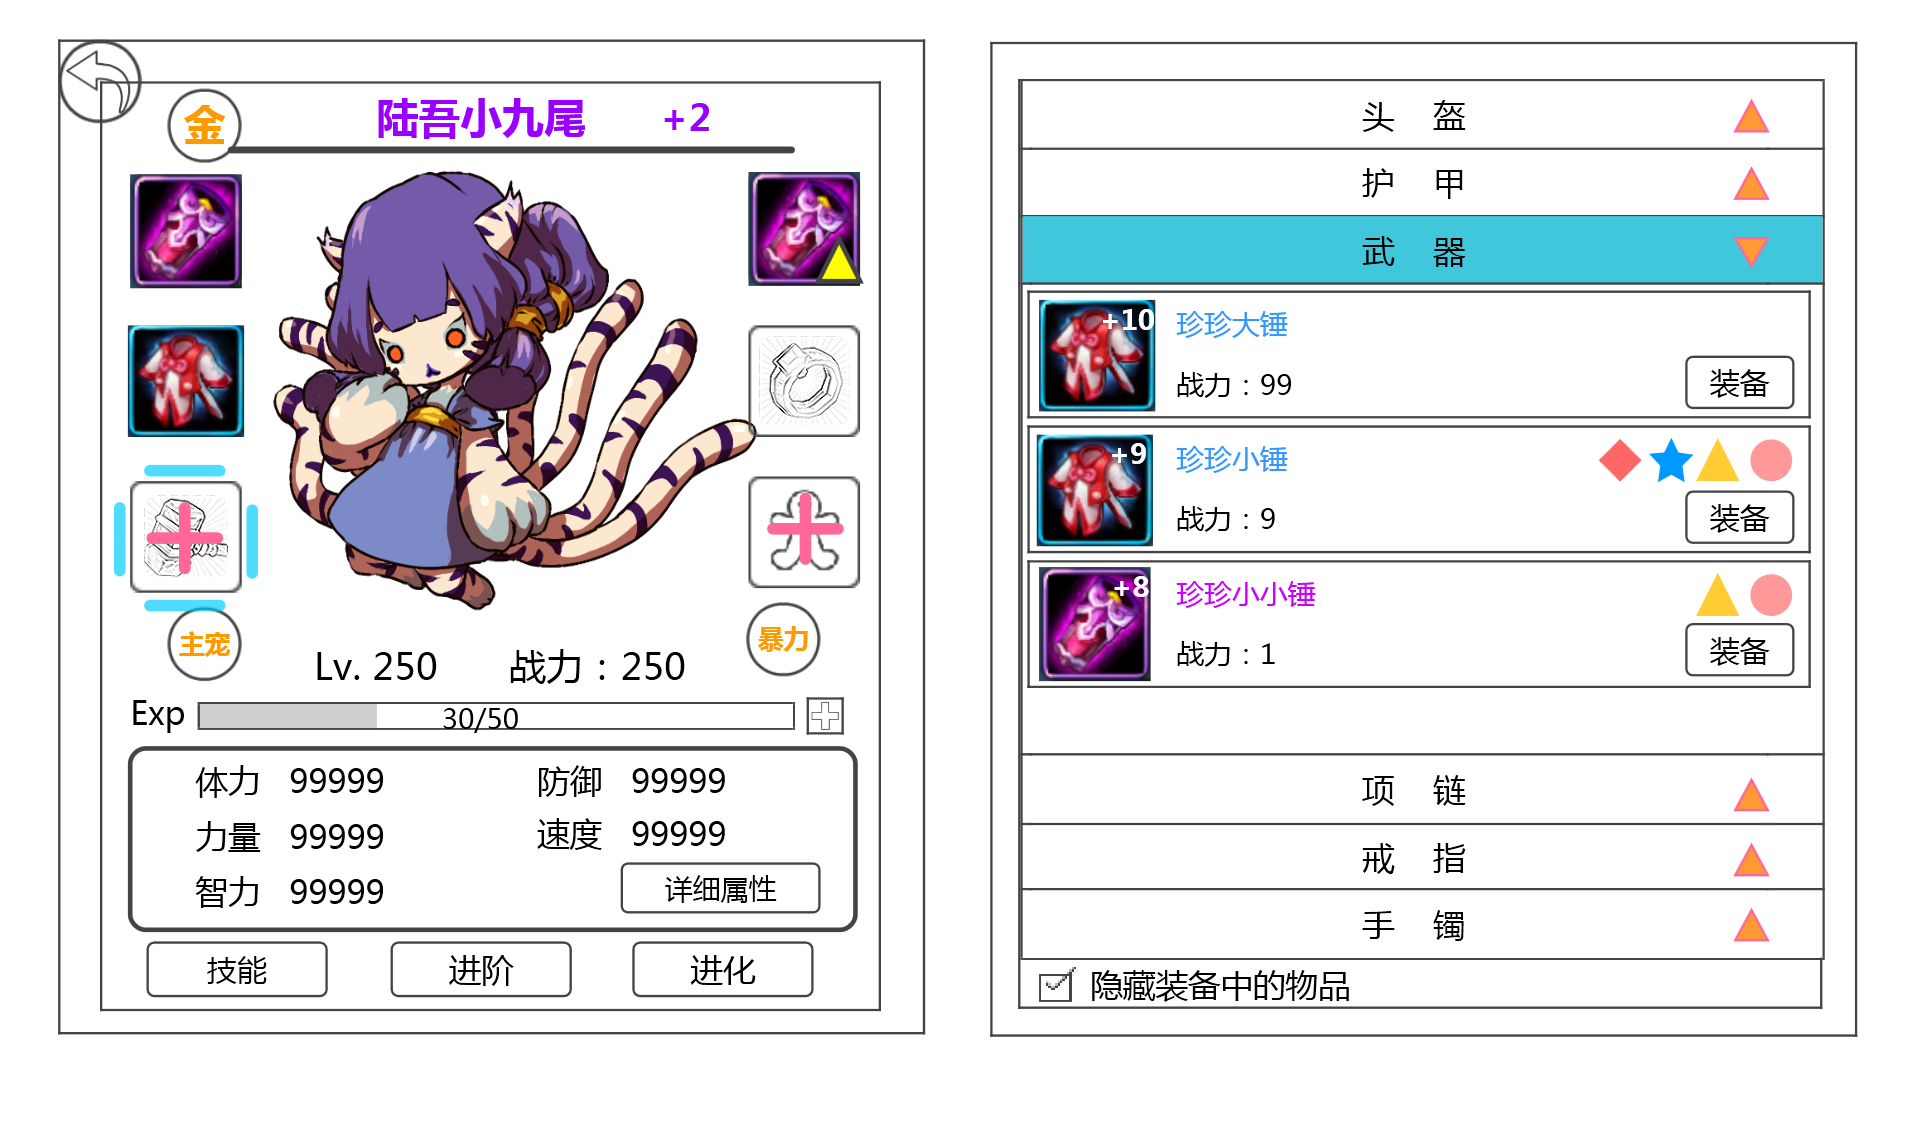 金
陆吾小九尾 +2
主宠
暴力
Lv. 250 战力：250
Exp 30/50
体力 99999 防御 99999
力量 99999 速度 99999
智力 99999 详细属性
技能 进阶 进化
头 盔
护 甲
武 器
+10 珍珍大锤
战力：99 装备
+9 珍珍小锤
战力：9 装备
+8 珍珍小小锤
战力：1 装备
项 链
戒 指
手 镯
隐藏装备中的物品